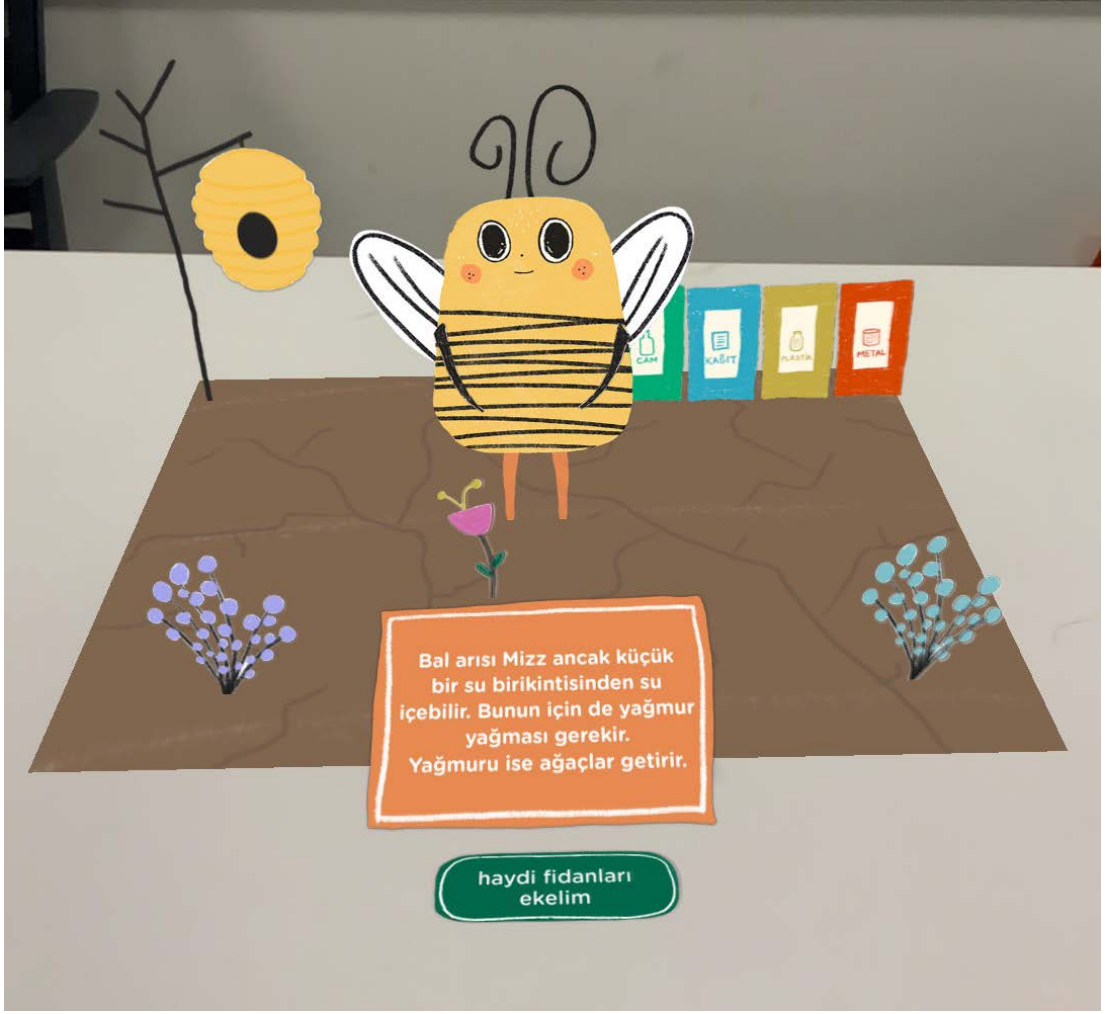 CAM
KAĞIT
PLASTİK
METAL
Bal arısı Mizz ancak küçük
bir su birikintisinden su
içebilir. Bunun için de yağmur
yağması gerekir.
Yağmuru ise ağaçlar getirir.
haydi fidanları
ekelim